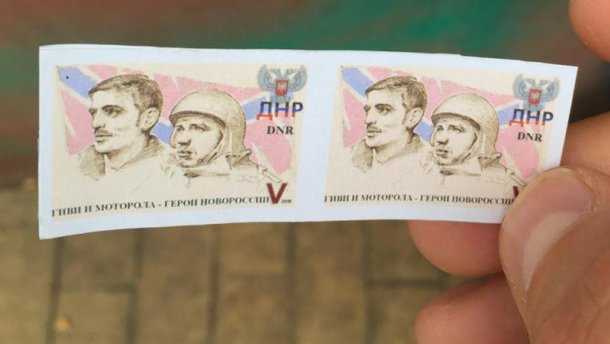 ДНР
DNR
V
ГИВИ И МОТОРОЛА - ГЕРОИ НОВОРОССИИ
ДНР
DNR
V
ГИВИ И МОТОРОЛА - ГЕРОИ НОВОРОССИИ